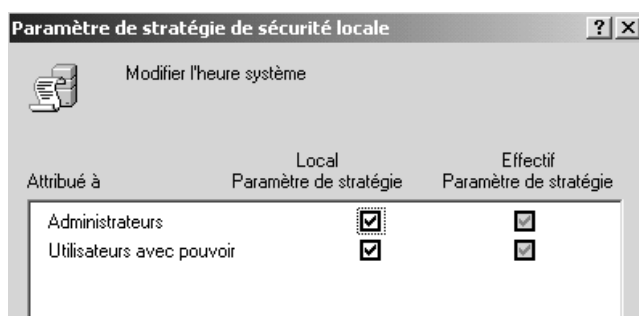 Paramètre de stratégie de sécurité locale
Modifier l'heure système
Attribué à
Local
Paramètre de stratégie
Effectif
Paramètre de stratégie
Administrateurs
Utilisateurs avec pouvoir